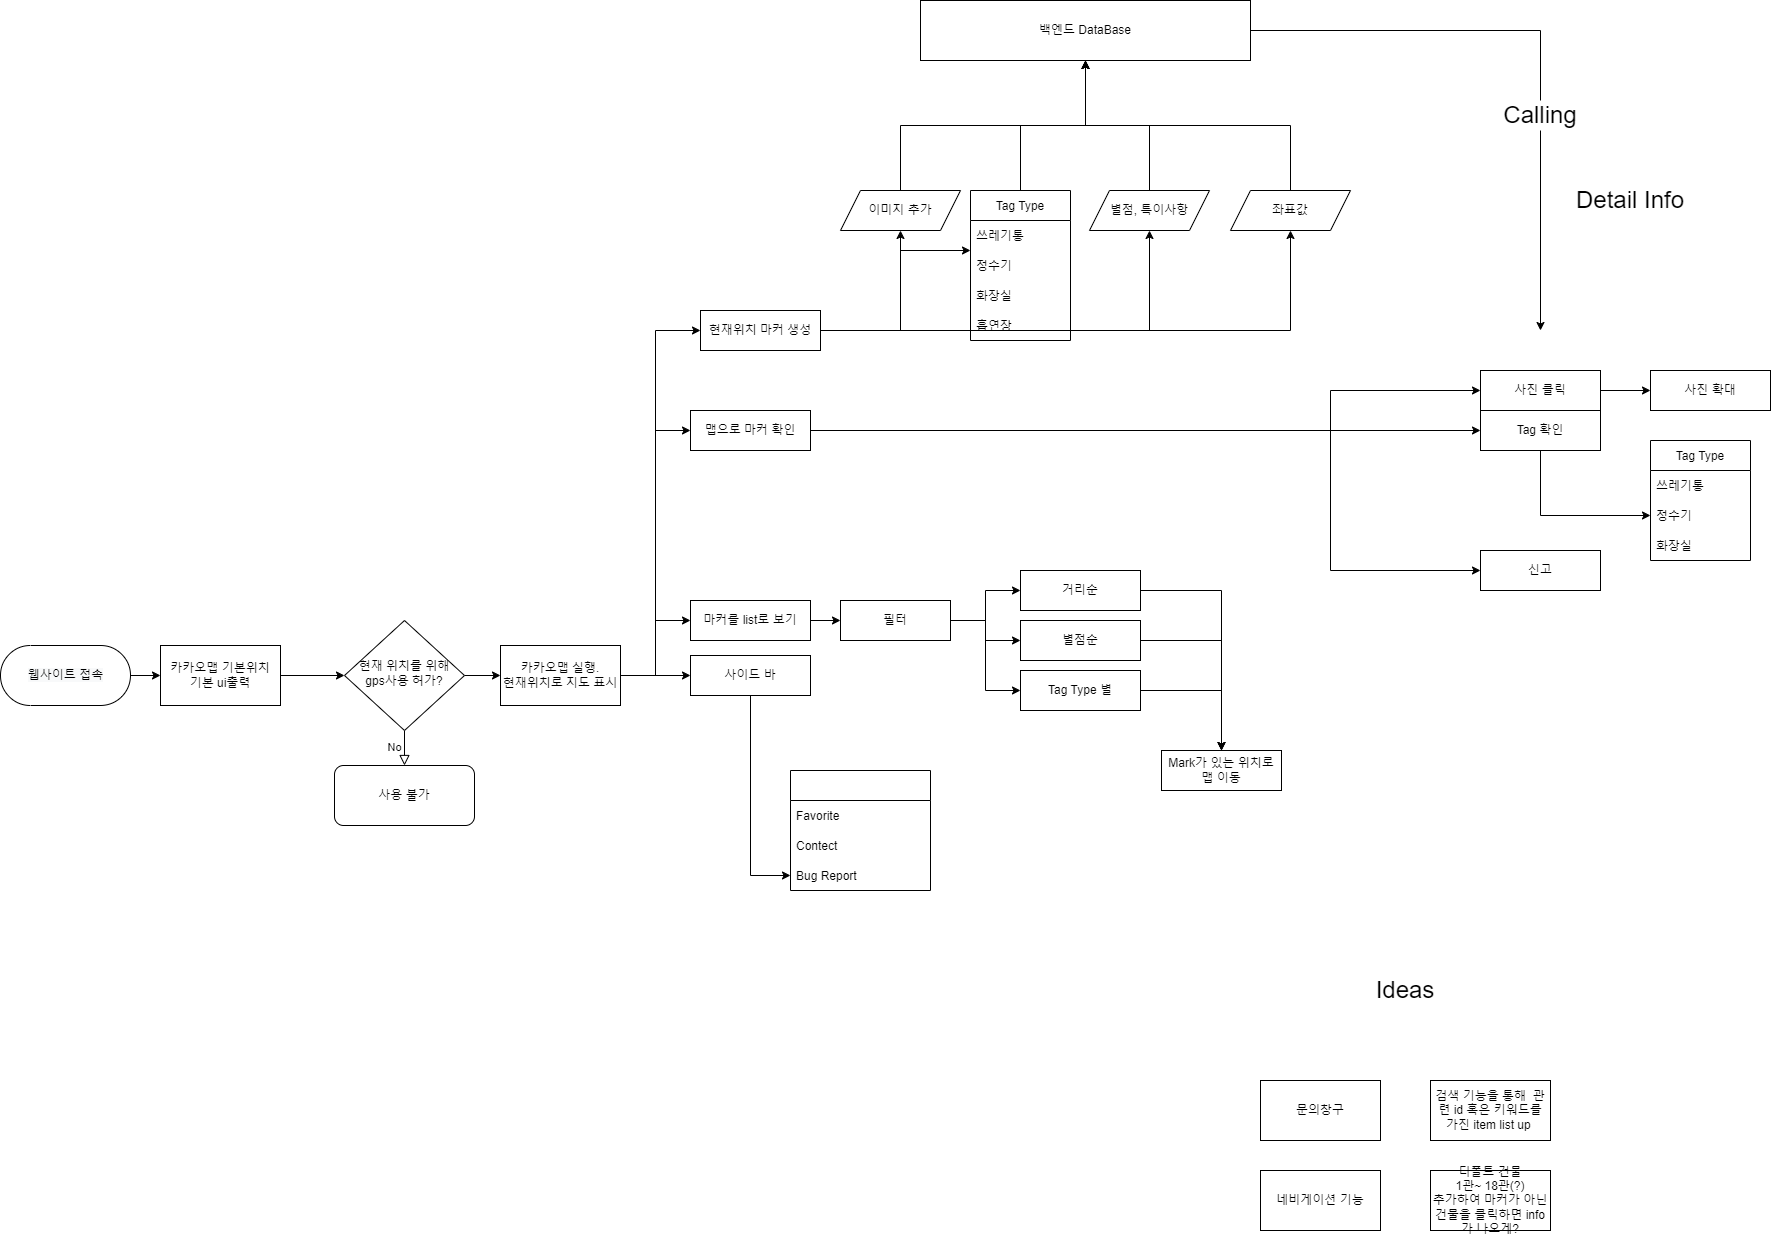 백엔드 DataBase
Calling
Detail Info
이미지 추가
Tag Type
쓰레기통
정수기
화장실
흡연장
별점, 특이사항
좌표값
현재위치 마커 생성
맵으로 마커 확인
사진 클릭
사진 확대
Tag 확인
Tag Type
쓰레기통
정수기
화장실
신고
마커를 list로 보기
필터
거리순
별점순
Tag Type 별
웹사이트 접속
카카오맵 기본위치
기본 ui출력
현재 위치를 위해
gps사용 허가?
카카오맵 실행.
현재위치로 지도 표시
사이드 바
No
사용 불가
Mark가 있는 위치로
맵 이동
Favorite
Contect
Bug Report
Ideas
문의창구
검색 기능을 통해 관
련 id 혹은 키워드를
가진 item list up
네비게이션 기능
디폴트 건물
1관~ 18관(?)
추가하여 마커가 아닌
건물을 클릭하면 info
가 나오게?